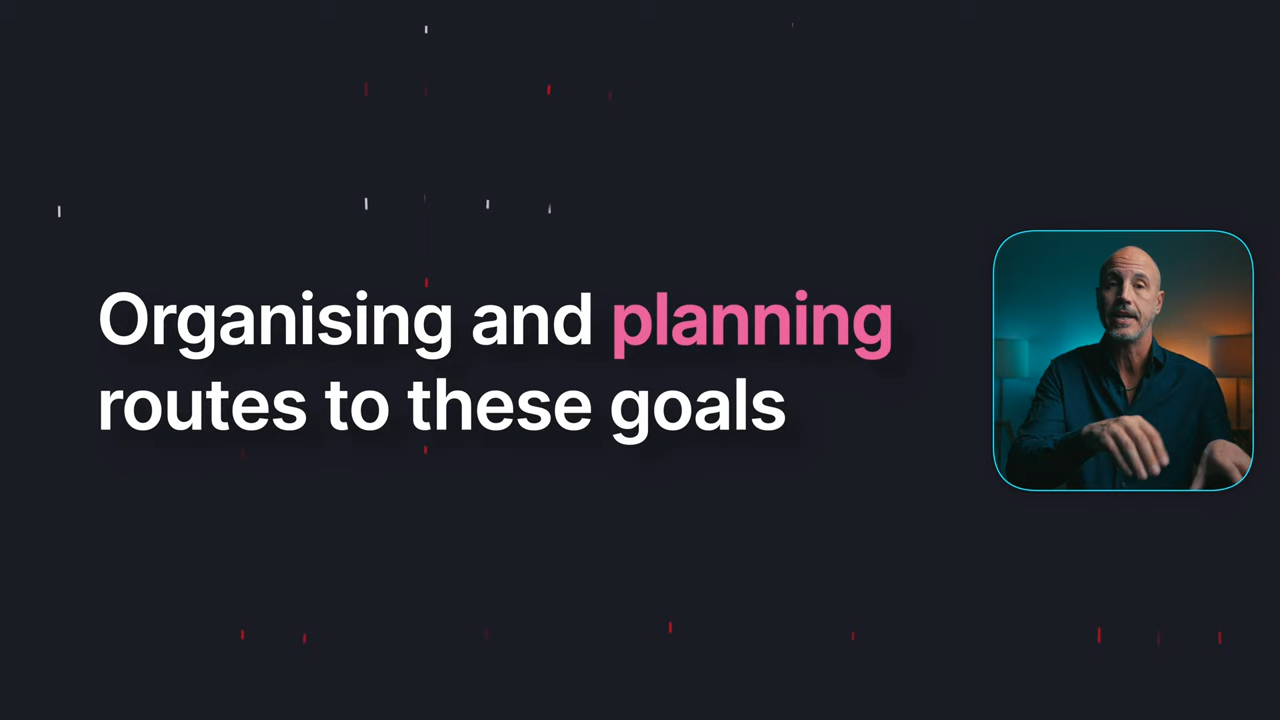 Organising and planning
routes to these goals